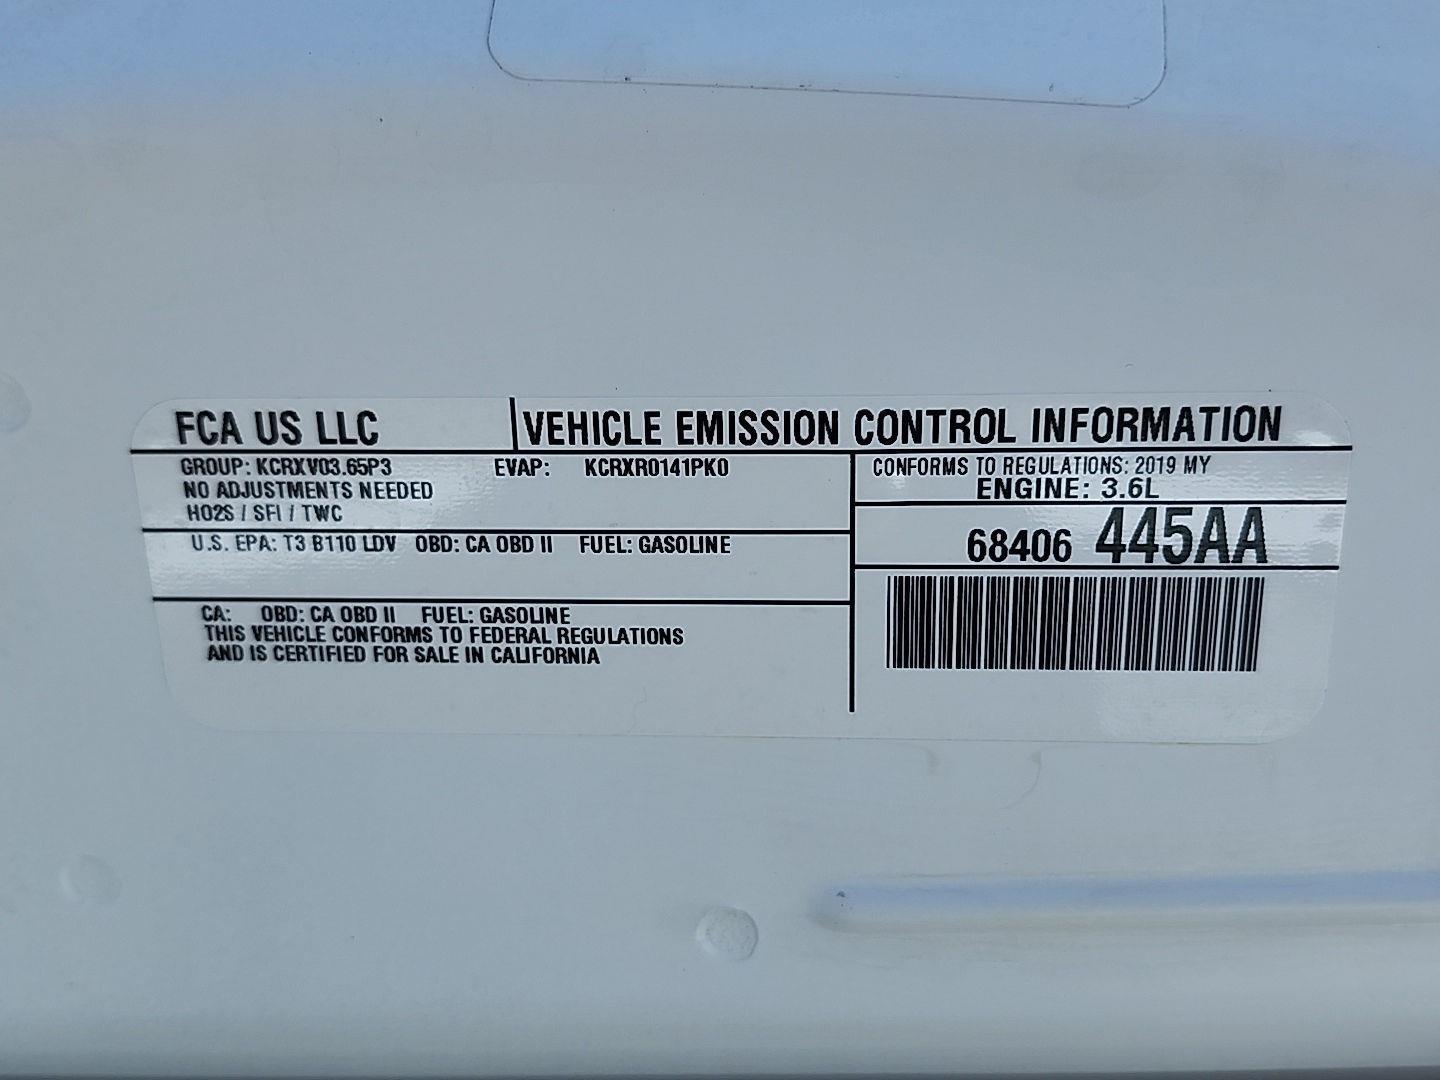 FCA US LLC
VEHICLE EMISSION CONTROL INFORMATION
GROUP: KCRXV03.65P3 EVAP: KCRXR0141PK0
NO ADJUSTMENTS NEEDED
HO2S / SFI / TWC
U.S. EPA: T3 B110 LDV OBD: CA OBD II FUEL: GASOLINE
CA: OBD: CA OBD II FUEL: GASOLINE
THIS VEHICLE CONFORMS TO FEDERAL REGULATIONS
AND IS CERTIFIED FOR SALE IN CALIFORNIA
CONFORMS TO REGULATIONS: 2019 MY
ENGINE: 3.6L
68406 445AA